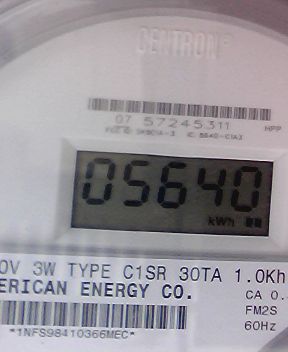 CENTRON®
07 57245311
HPP
05640
kWh
0V 3W TYPE C1SR 30TA 1.0Kh
ERICAN ENERGY CO.
CA 0.
FM2S
60Hz
*1NFS98410366MEC*